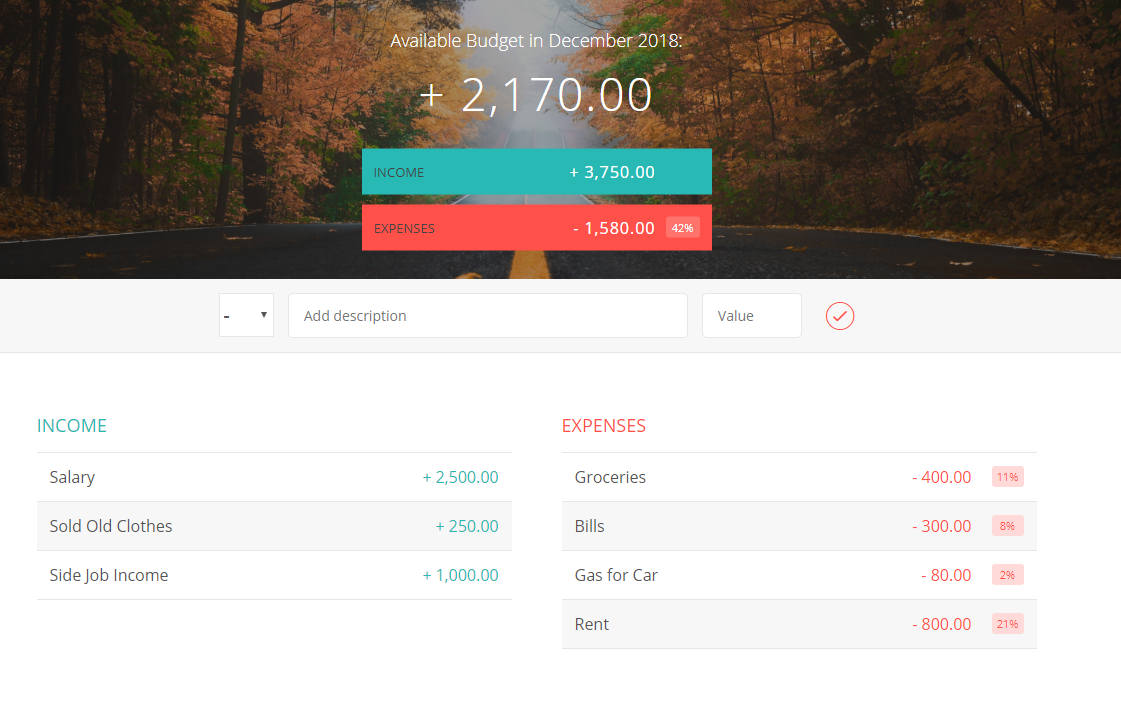 Available Budget in December 2018:
+ 2,170.00
INCOME + 3,750.00
EXPENSES - 1,580.00 42%
- Add description Value
INCOME
Salary + 2,500.00
Sold Old Clothes + 250.00
Side Job Income + 1,000.00
EXPENSES
Groceries - 400.00 11%
Bills - 300.00 8%
Gas for Car - 80.00 2%
Rent - 800.00 21%